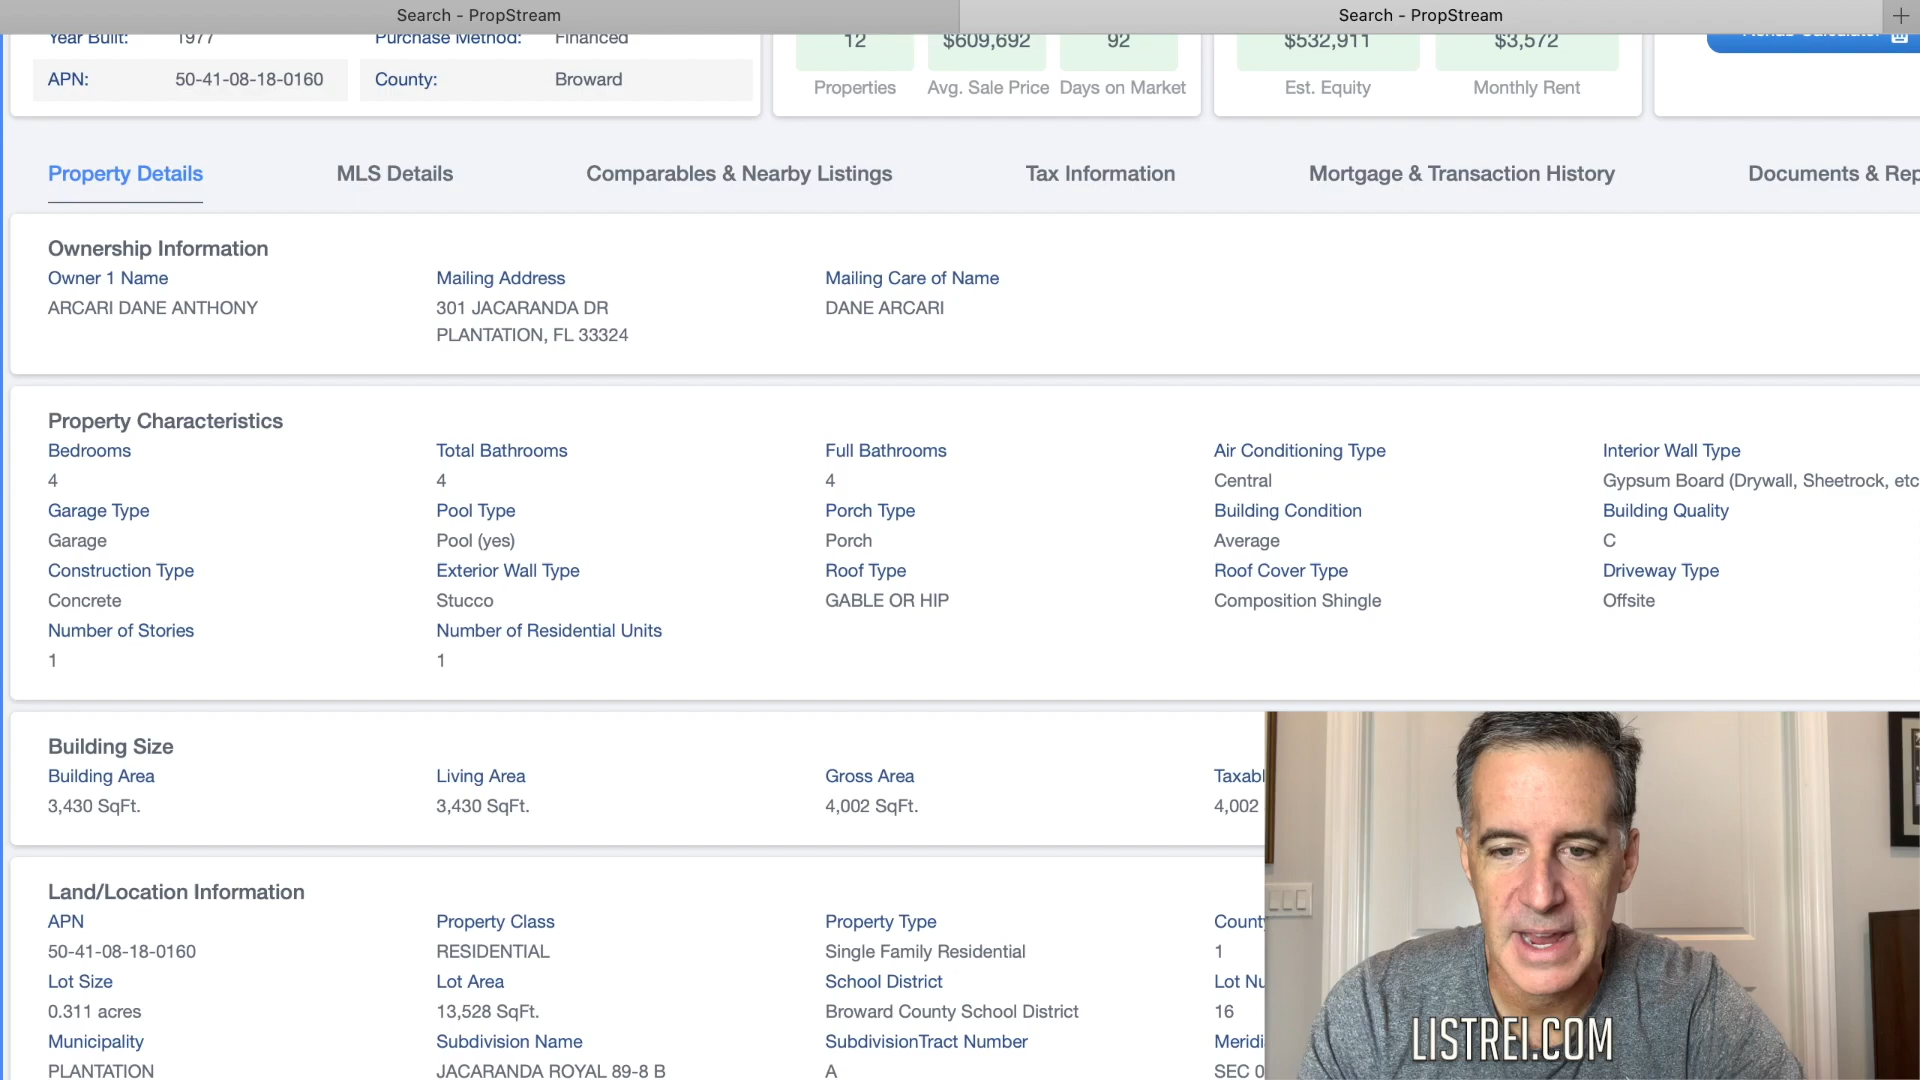 Search - PropStream
Search - PropStream
Year Built: 1977 Purchase Method: Financed
12 $609,692 92 $532,911 $3,572
APN: 50-41-08-18-0160 County: Broward
Properties Avg. Sale Price Days on Market Est. Equity Monthly Rent
Property Details MLS Details Comparables & Nearby Listings Tax Information Mortgage & Transaction History Documents & Rep
Ownership Information
Owner 1 Name Mailing Address Mailing Care of Name
ARCARI DANE ANTHONY 301 JACARANDA DR DANE ARCARI
PLANTATION, FL 33324
Property Characteristics
Bedrooms Total Bathrooms Full Bathrooms Air Conditioning Type Interior Wall Type
4 4 4 Central Gypsum Board (Drywall, Sheetrock, etc
Garage Type Pool Type Porch Type Building Condition Building Quality
Garage Pool (yes) Porch Average C
Construction Type Exterior Wall Type Roof Type Roof Cover Type Driveway Type
Concrete Stucco GABLE OR HIP Composition Shingle Offsite
Number of Stories Number of Residential Units
1 1
Building Size
Building Area Living Area Gross Area Taxabl
3,430 SqFt. 3,430 SqFt. 4,002 SqFt. 4,002
Land/Location Information
APN Property Class Property Type County
50-41-08-18-0160 RESIDENTIAL Single Family Residential 1
Lot Size Lot Area School District Lot Nu
0.311 acres 13,528 SqFt. Broward County School District 16
Municipality Subdivision Name SubdivisionTract Number Meridi
PLANTATION JACARANDA ROYAL 89-8 B A SEC 0
LISTREI.COM